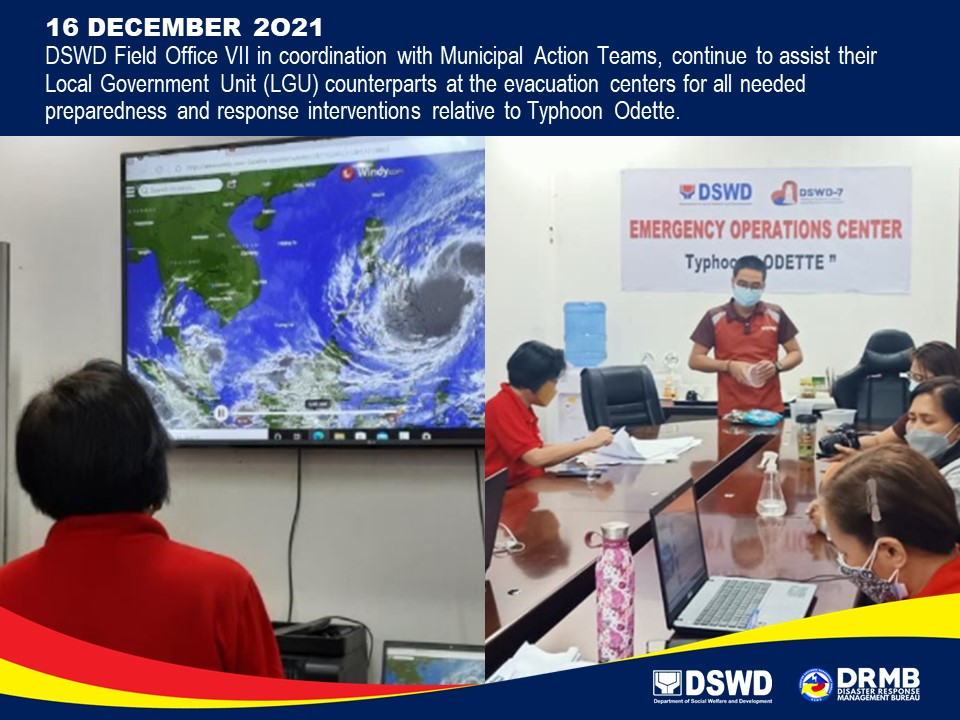 16 DECEMBER 2O21
DSWD Field Office VII in coordination with Municipal Action Teams, continue to assist their
Local Government Unit (LGU) counterparts at the evacuation centers for all needed
preparedness and response interventions relative to Typhoon Odette.
Windy.com
DSWD
DSWD-7
EMERGENCY OPERATIONS CENTER
ODETTE ”
DSWD
Department of Social Welfare and Development
DRMB
DISASTER RESPONSE
MANAGEMENT BUREAU